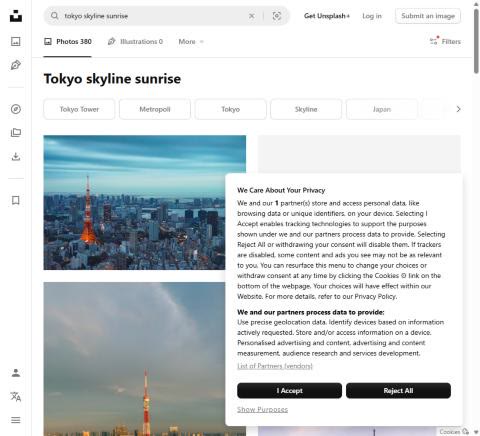 tokyo skyline sunrise
Get Unsplash+
Log in
Submit an image
Photos 380
Illustrations 0
More
Filters
Tokyo skyline sunrise
Tokyo Tower
Metropoli
Tokyo
Skyline
Japan
We Care About Your Privacy
We and our 1 partner(s) store and access personal data, like
browsing data or unique identifiers, on your device. Selecting I
Accept enables tracking technologies to support the purposes
shown under we and our partners process data to provide. Selecting
Reject All or withdrawing your consent will disable them. If trackers
are disabled, some content and ads you see may not be as relevant
to you. You can resurface this menu to change your choices or
withdraw consent at any time by clicking the Cookies link on the
bottom of the webpage. Your choices will have effect within our
Website. For more details, refer to our Privacy Policy.
We and our partners process data to provide:
Use precise geolocation data. Identify devices based on information
actively requested. Store and/or access information on a device.
Personalised advertising and content, advertising and content
measurement, audience research and services development.
List of Partners (vendors)
I Accept
Reject All
Show Purposes
Cookies